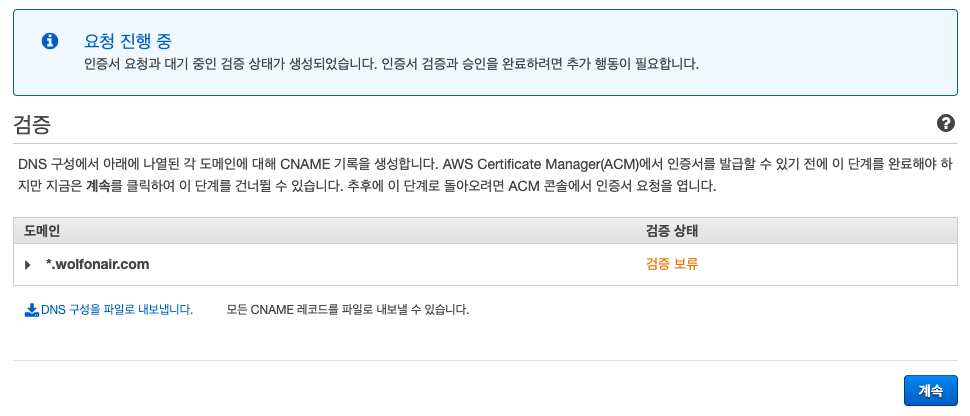 요청 진행 중
인증서 요청과 대기 중인 검증 상태가 생성되었습니다. 인증서 검증과 승인을 완료하려면 추가 행동이 필요합니다.
검증
DNS 구성에서 아래에 나열된 각 도메인에 대해 CNAME 기록을 생성합니다. AWS Certificate Manager(ACM)에서 인증서를 발급할 수 있기 전에 이 단계를 완료해야 하
지만 지금은 계속를 클릭하여 이 단계를 건너뛸 수 있습니다. 추후에 이 단계로 돌아오려면 ACM 콘솔에서 인증서 요청을 엽니다.
도메인 검증 상태
*.wolfonair.com 검증 보류
DNS 구성을 파일로 내보냅니다. 모든 CNAME 레코드를 파일로 내보낼 수 있습니다.
계속